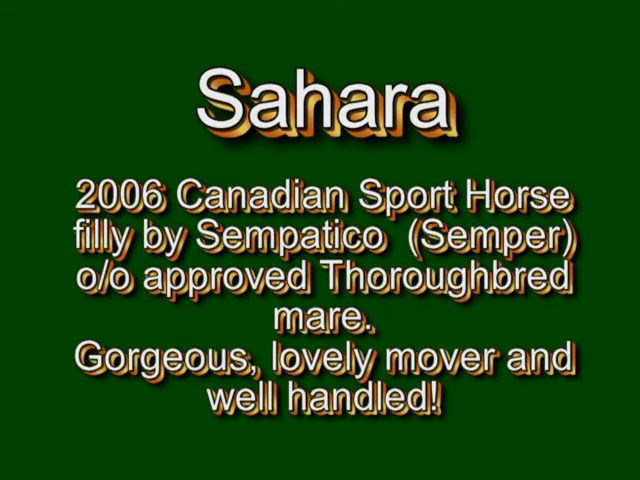 Sahara
2006 Canadian Sport Horse
filly by Sempatico  (Semper)
o/o approved Thoroughbred
mare.
Gorgeous, lovely mover and
well handled!